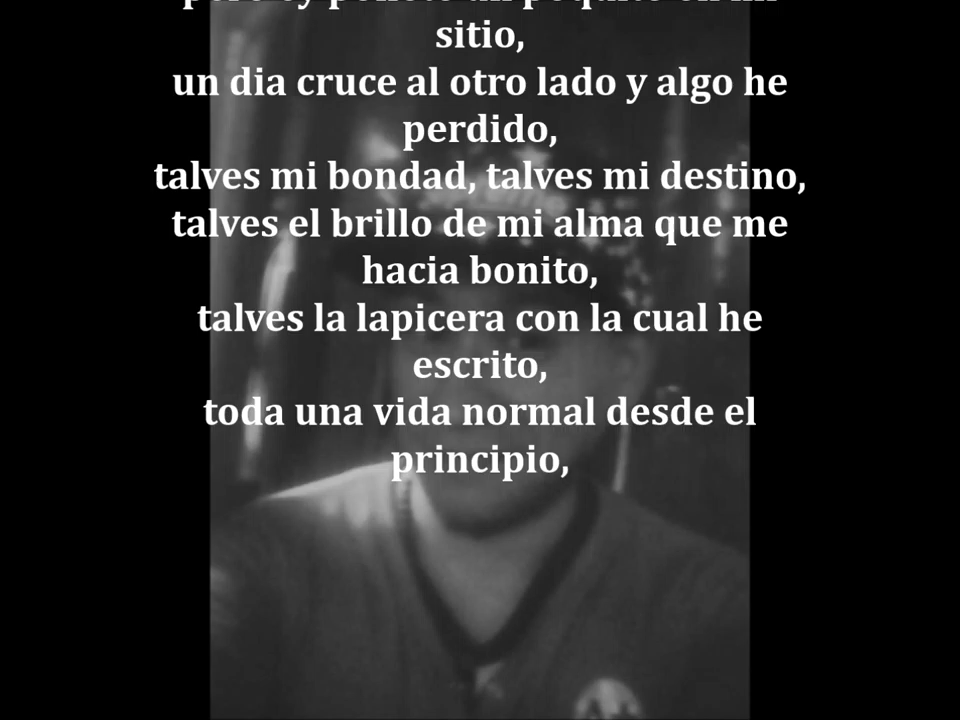 sitio,
un dia cruce al otro lado y algo he
perdido,
talves mi bondad, talves mi destino,
talves el brillo de mi alma que me
hacia bonito,
talves la lapicera con la cual he
escrito,
toda una vida normal desde el
principio,